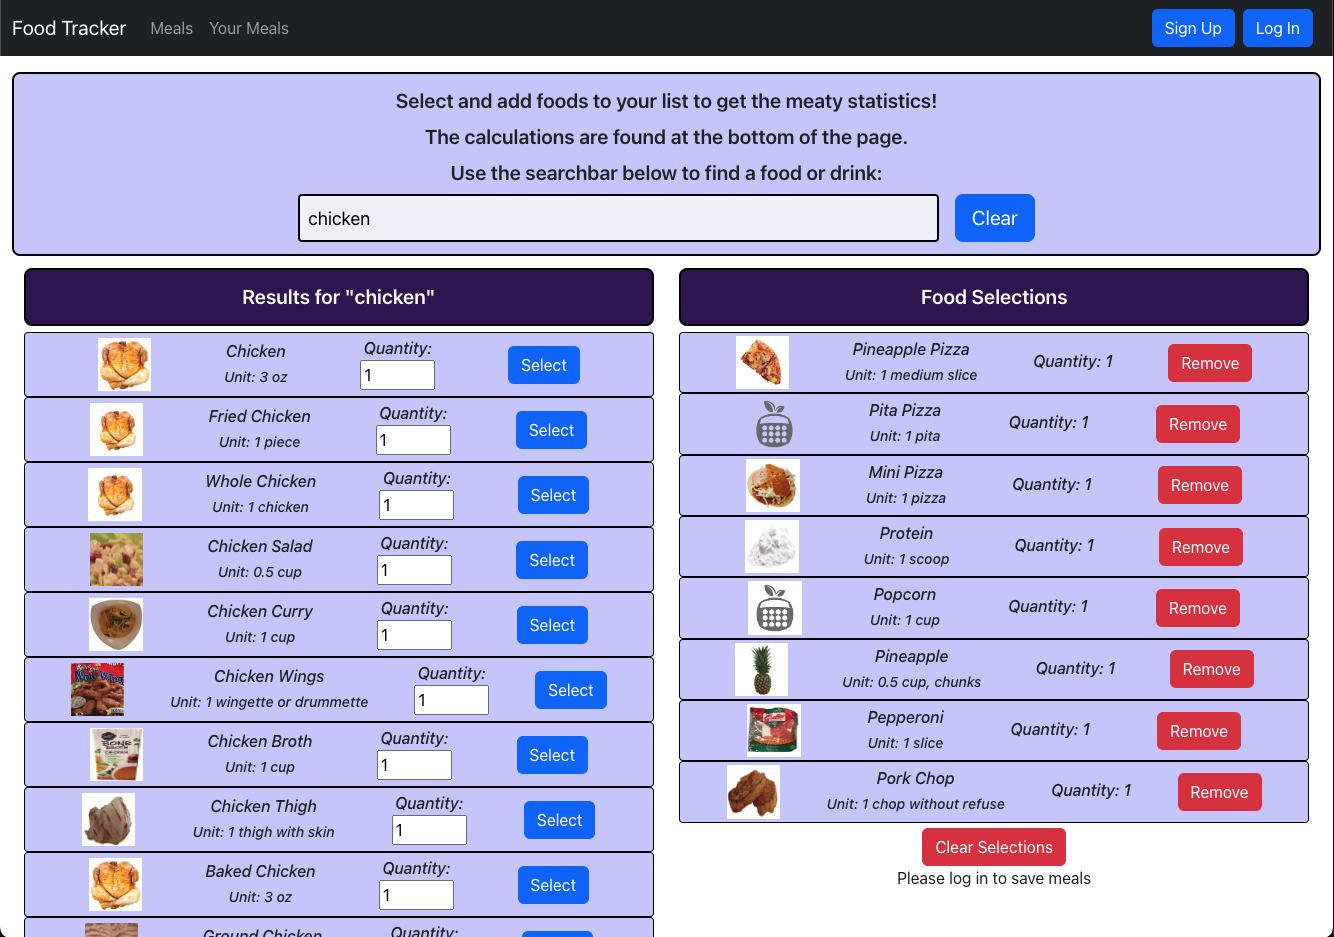 Food Tracker Meals Your Meals Sign Up Log In
Select and add foods to your list to get the meaty statistics!
The calculations are found at the bottom of the page.
Use the searchbar below to find a food or drink:
chicken Clear
Results for "chicken"
Chicken
Unit: 3 oz
Quantity:
1
Select
Fried Chicken
Unit: 1 piece
Quantity:
1
Select
Whole Chicken
Unit: 1 chicken
Quantity:
1
Select
Chicken Salad
Unit: 0.5 cup
Quantity:
1
Select
Chicken Curry
Unit: 1 cup
Quantity:
1
Select
Chicken Wings
Unit: 1 wingette or drummette
Quantity:
1
Select
BONE
BROTH
Chicken Broth
Unit: 1 cup
Quantity:
1
Select
Chicken Thigh
Unit: 1 thigh with skin
Quantity:
1
Select
Baked Chicken
Unit: 3 oz
Quantity:
1
Select
Ground Chicken
Quantity:
Food Selections
Pineapple Pizza
Unit: 1 medium slice
Quantity: 1
Remove
Pita Pizza
Unit: 1 pita
Quantity: 1
Remove
Mini Pizza
Unit: 1 pizza
Quantity: 1
Remove
Protein
Unit: 1 scoop
Quantity: 1
Remove
Popcorn
Unit: 1 cup
Quantity: 1
Remove
Pineapple
Unit: 0.5 cup, chunks
Quantity: 1
Remove
Pepperoni
Unit: 1 slice
Quantity: 1
Remove
Pork Chop
Unit: 1 chop without refuse
Quantity: 1
Remove
Clear Selections
Please log in to save meals